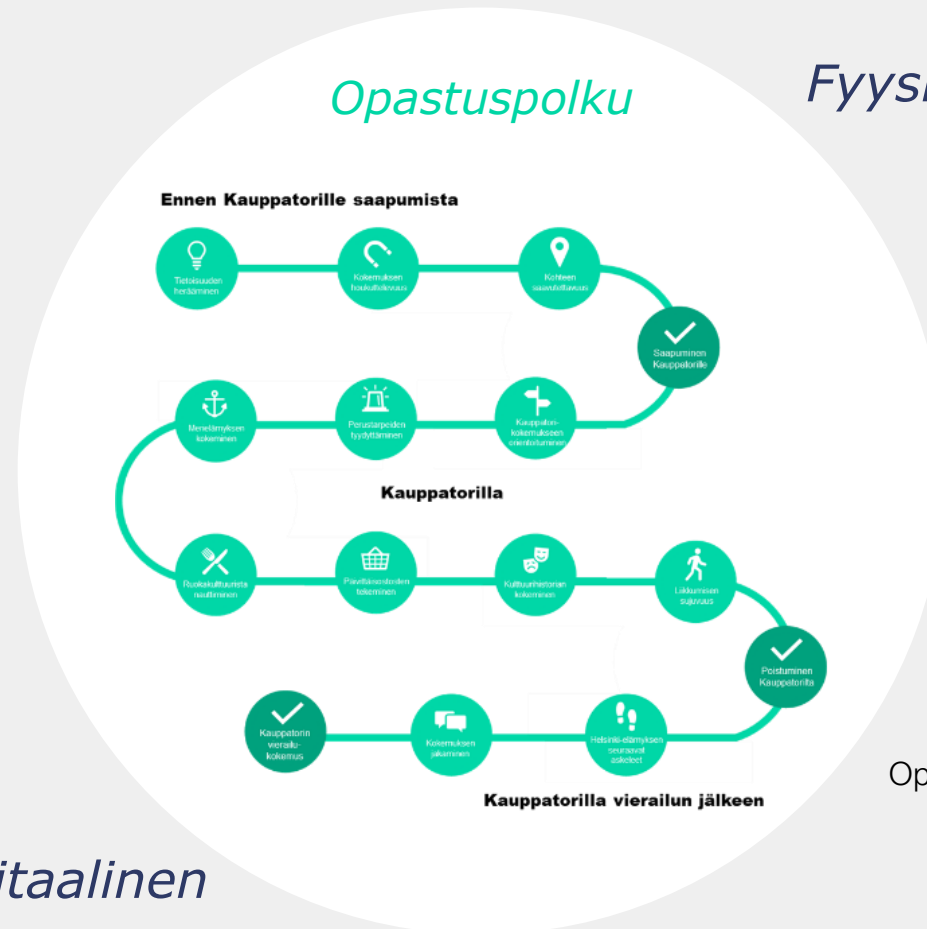 Opastuspolku
Fyysi
Ennen Kauppatorille saapumista
Tietoisuuden
herääminen
Kokemuksen
houkuttelevuus
Kohteen
saavutettavuus
Saapuminen
Kauppatorille
Merielämyksen
kokeminen
Perustarpeiden
tyydyttäminen
Kauppatori-
kokemukseen
orientoituminen
Kauppatorilla
Ruokakulttuurista
nauttiminen
Päivittäisostosten
tekeminen
Kulttuurihistorian
kokeminen
Liikkumisen
sujuvuus
Poistuminen
Kauppatorilta
Kauppatorin
vierailu-
kokemus
Kokemuksen
jakaminen
Helsinki-elämyksen
seuraavat
askeleet
Op
Kauppatorilla vierailun jälkeen
itaalinen